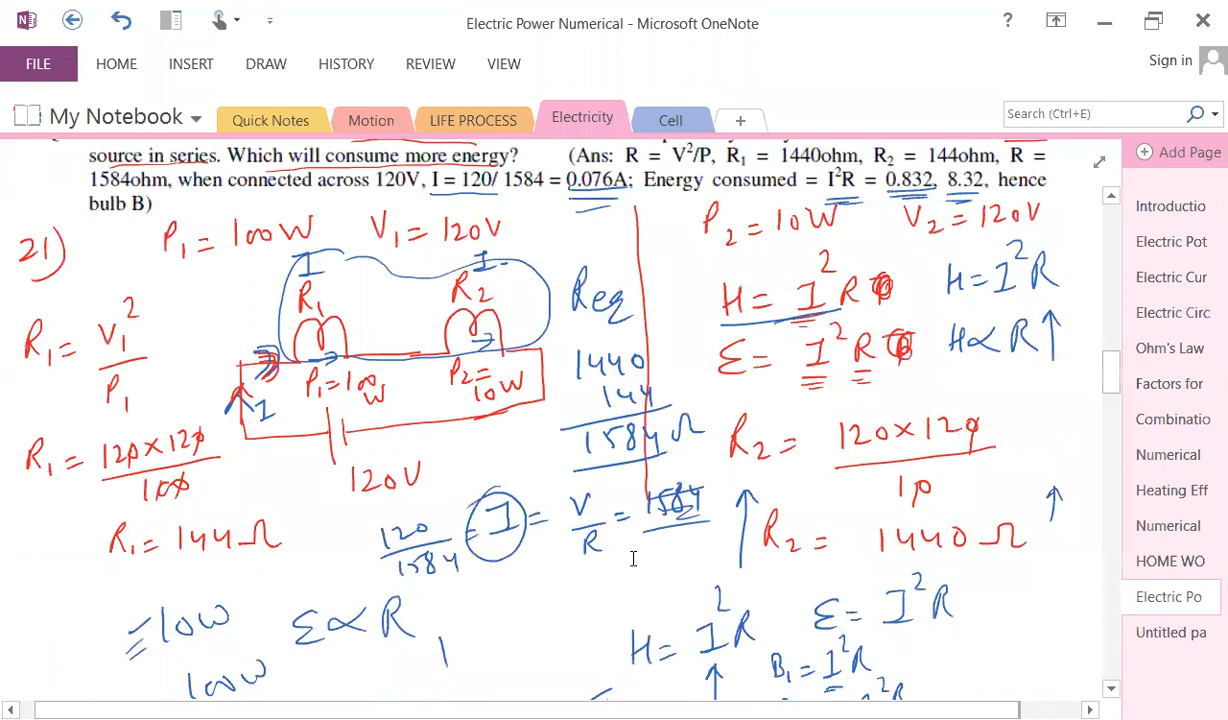 Electric Power Numerical - Microsoft OneNote
Sign in
FILE HOME INSERT DRAW HISTORY REVIEW VIEW
My Notebook Quick Notes Motion LIFE PROCESS Electricity Cell +
Search (Ctrl+E)
Add Page
source in series. Which will consume more energy? (Ans: R = V²/P, R₁ = 1440ohm, R₂ = 144ohm, R =
1584ohm, when connected across 120V, I = 120/ 1584 = 0.076A; Energy consumed = I²R = 0.832, 8.32, hence
bulb B)
21)
P₁ = 100W V₁ = 120V
P₂ = 10W V₂ = 120V
I I
R₁ R₂
Req
H = I²R
H = I²R
R₁ = V₁²/P₁
1440
144
1584Ω
Ɛ = I²R
H ∝ R ↑
P₁ = 100W
P₂ = 10W
I
120V
R₁ = 120×120/100
R₂ = 120×120/10
R₁ = 144Ω
120/1584 = I = V/R =
R₂ = 1440Ω
= 10W
Ɛ ∝ R
100W
H = I²R
Ɛ = I²R
B₁ = I²R
Introductio
Electric Pot
Electric Cur
Electric Circ
Ohm's Law
Factors for
Combinatio
Numerical
Heating Eff
Numerical
HOME WO
Electric Po
Untitled pa